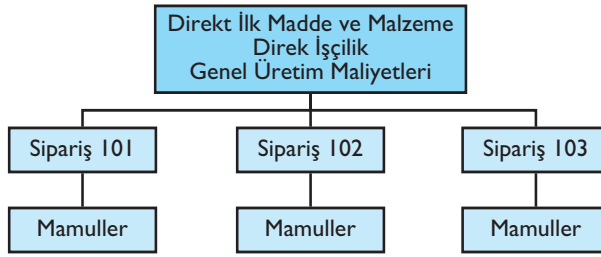 Direkt İlk Madde ve Malzeme
Direk İşçilik
Genel Üretim Maliyetleri
Sipariş 101
Sipariş 102
Sipariş 103
Mamuller
Mamuller
Mamuller